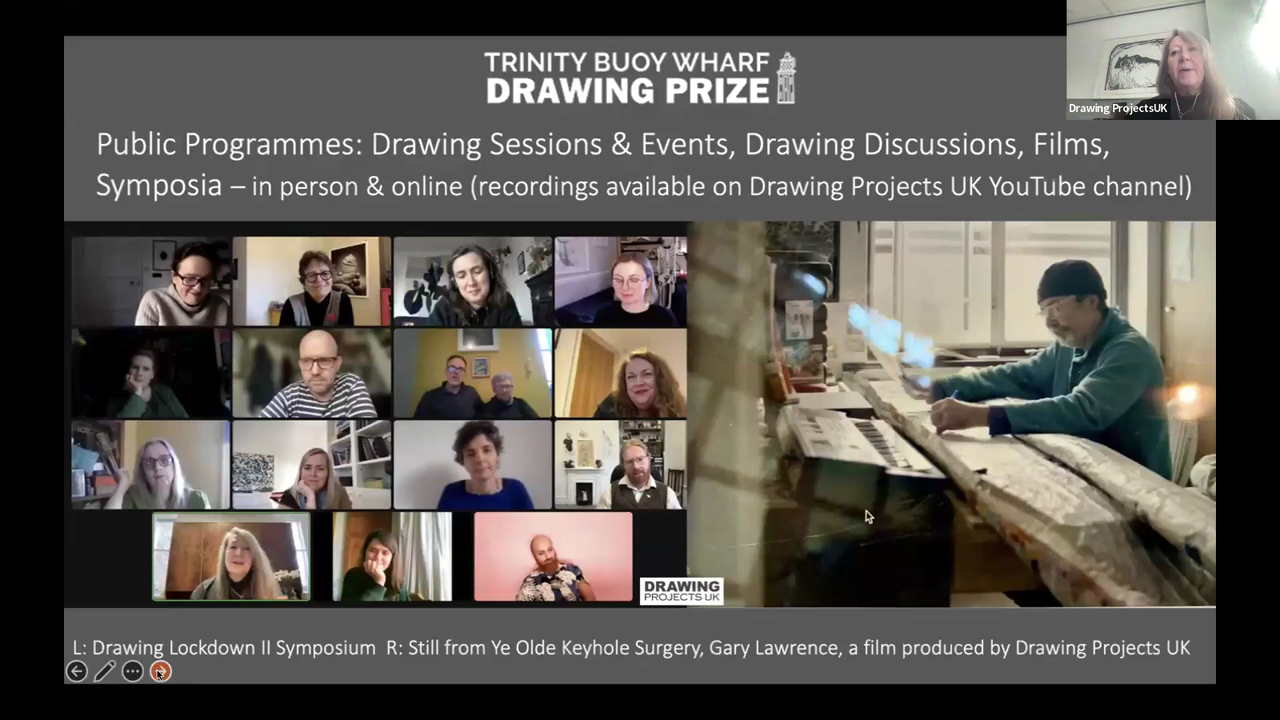 TRINITY BUOY WHARF
DRAWING PRIZE
Drawing ProjectsUK
Public Programmes: Drawing Sessions & Events, Drawing Discussions, Films,
Symposia – in person & online (recordings available on Drawing Projects UK YouTube channel)
DRAWING
PROJECTS UK
L: Drawing Lockdown II Symposium R: Still from Ye Olde Keyhole Surgery, Gary Lawrence, a film produced by Drawing Projects UK